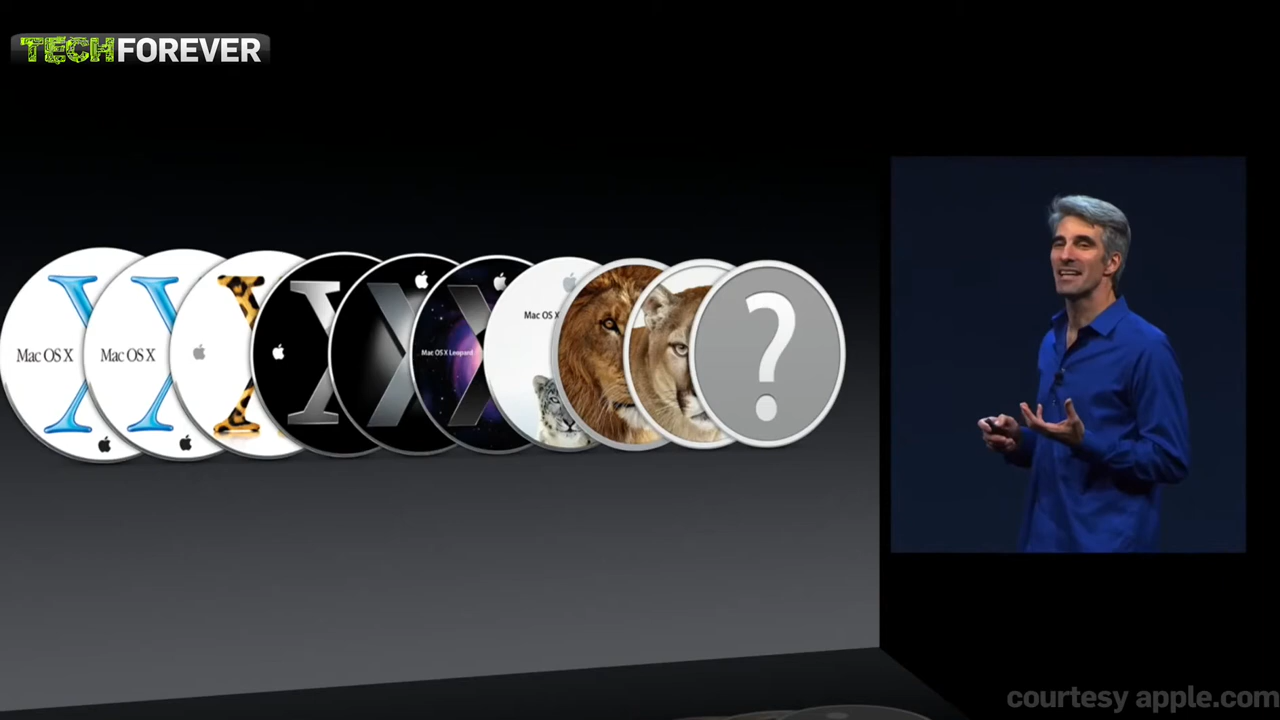 TECHFOREVER
Mac OS X
Mac OS X
Mac OS X Leopard
Mac OS X
?
courtesy apple.com